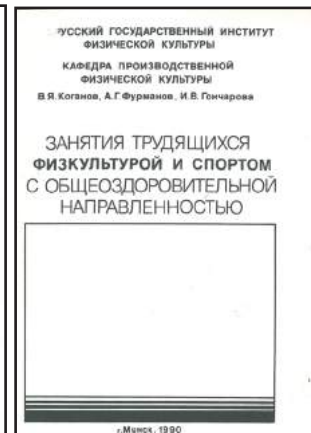 РУССКИЙ ГОСУДАРСТВЕННЫЙ ИНСТИТУТ
ФИЗИЧЕСКОЙ КУЛЬТУРЫ
КАФЕДРА ПРОИЗВОДСТВЕННОЙ
ФИЗИЧЕСКОЙ КУЛЬТУРЫ
В.Я.Коганов, А.Г.Фурманов, И.В.Гончарова
ЗАНЯТИЯ ТРУДЯЩИХСЯ
ФИЗКУЛЬТУРОЙ И СПОРТОМ
С ОБЩЕОЗДОРОВИТЕЛЬНОЙ
НАПРАВЛЕННОСТЬЮ
г.Минск, 1990